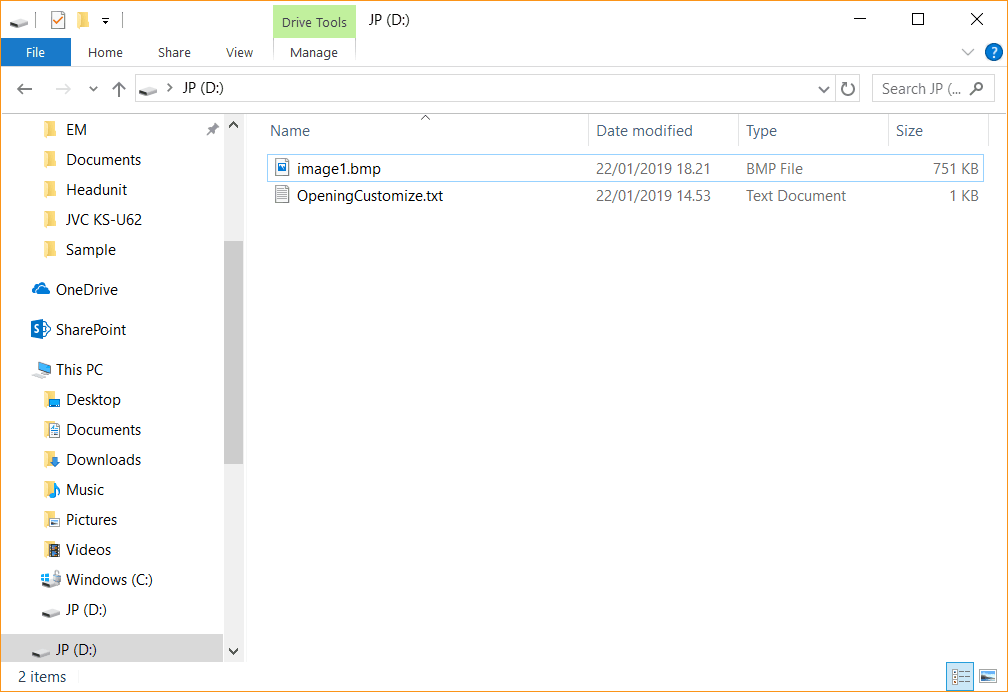 Drive Tools JP (D:)
File Home Share View Manage ?
JP (D:) Search JP (...
Name Date modified Type Size
image1.bmp 22/01/2019 18.21 BMP File 751 KB
OpeningCustomize.txt 22/01/2019 14.53 Text Document 1 KB
EM
Documents
Headunit
JVC KS-U62
Sample
OneDrive
S SharePoint
This PC
Desktop
Documents
Downloads
Music
Pictures
Videos
Windows (C:)
JP (D:)
JP (D:)
2 items